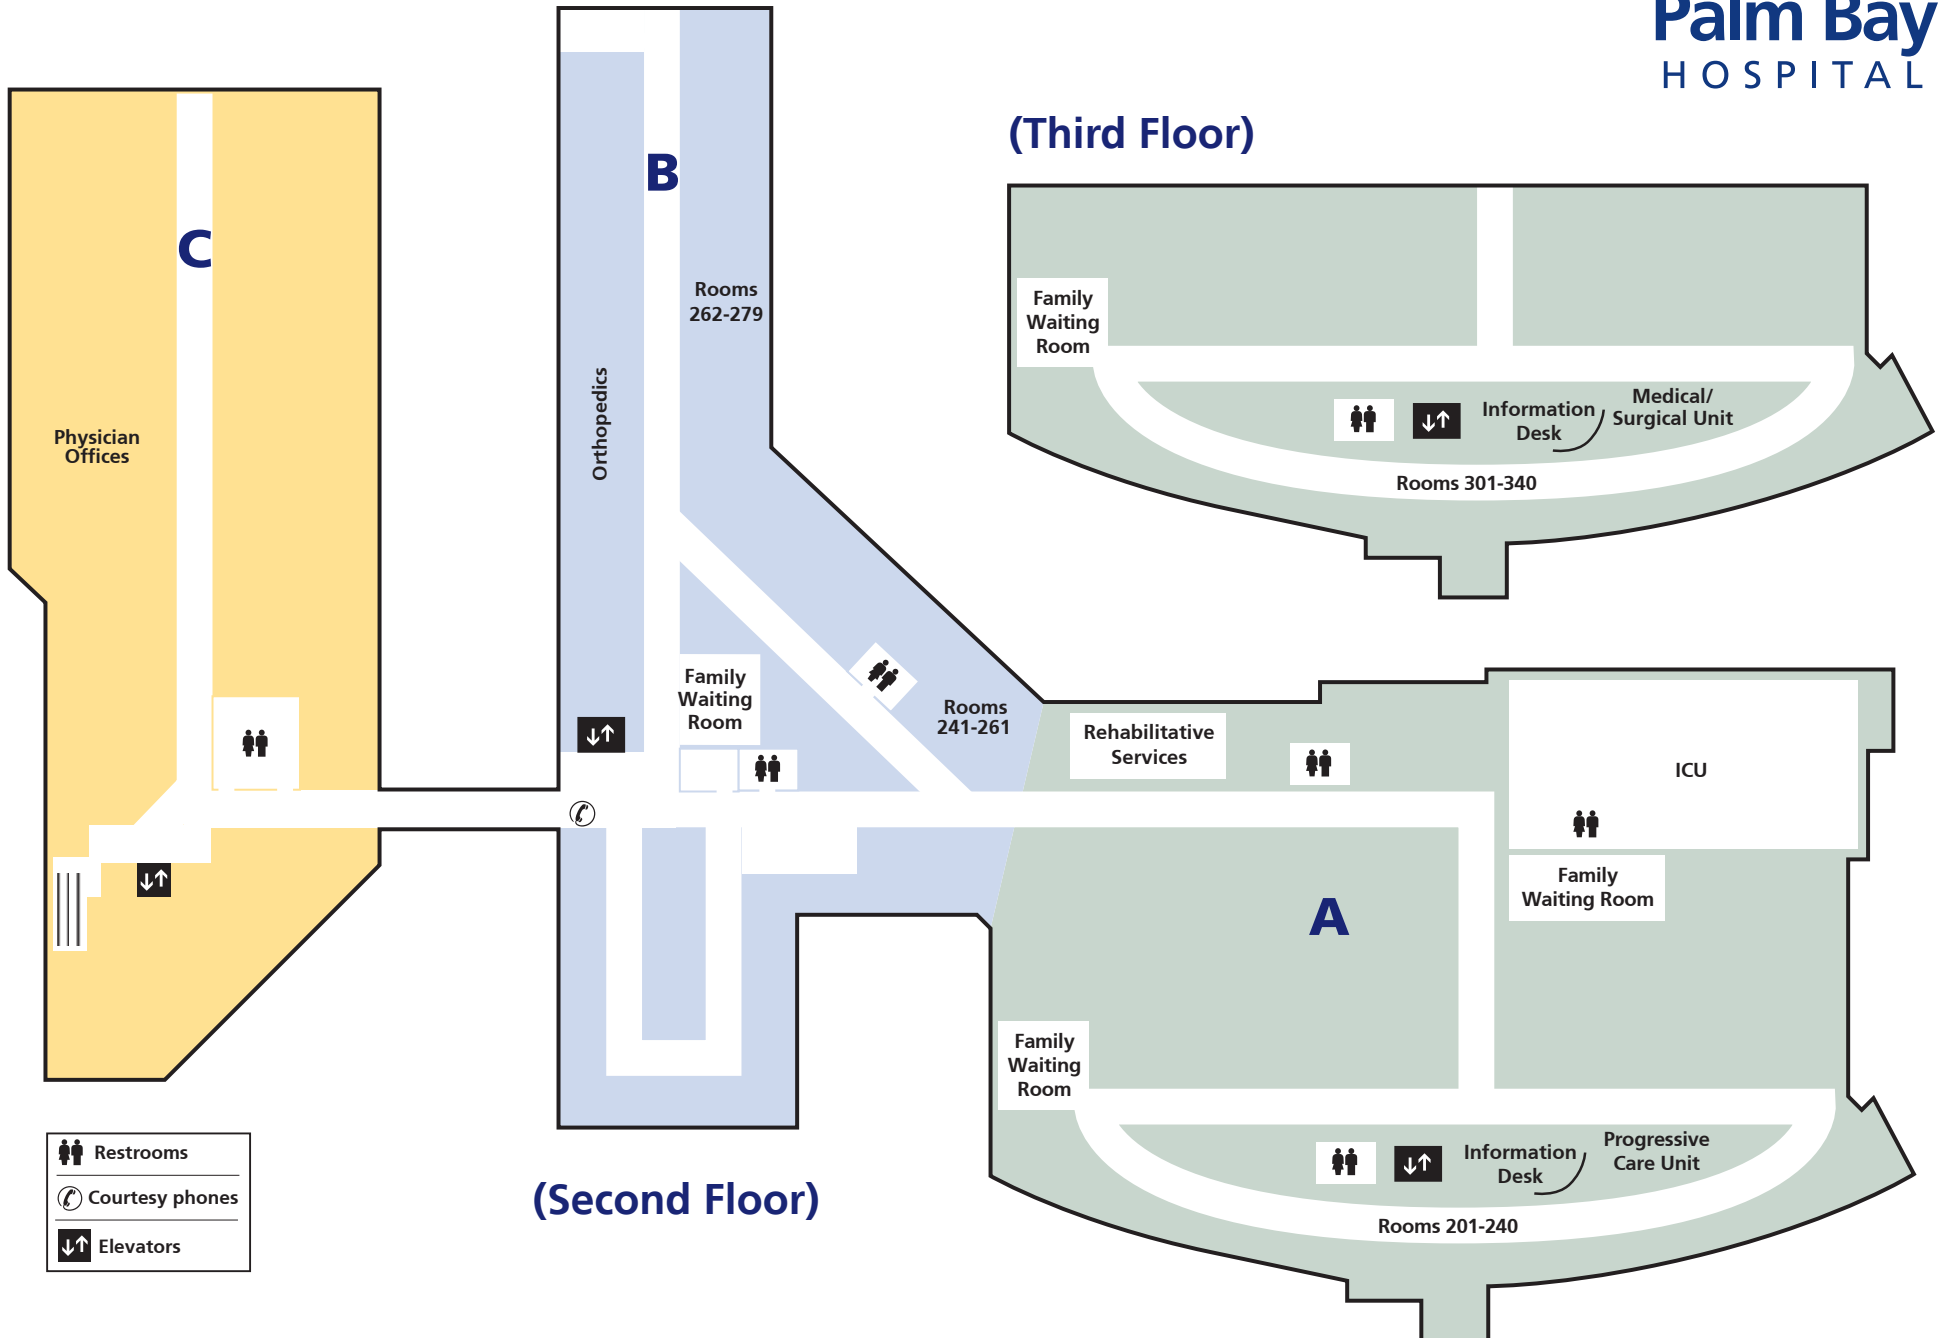 Palm Bay
HOSPITAL
(Third Floor)
B
C
Rooms
262-279
Family
Waiting
Room
Orthopedics
Physician
Offices
Information
Desk
Medical/
Surgical Unit
Rooms 301-340
Family
Waiting
Room
Rooms
241-261
Rehabilitative
Services
ICU
Family
Waiting Room
A
Family
Waiting
Room
Information
Desk
Progressive
Care Unit
Rooms 201-240
(Second Floor)
Restrooms
Courtesy phones
Elevators